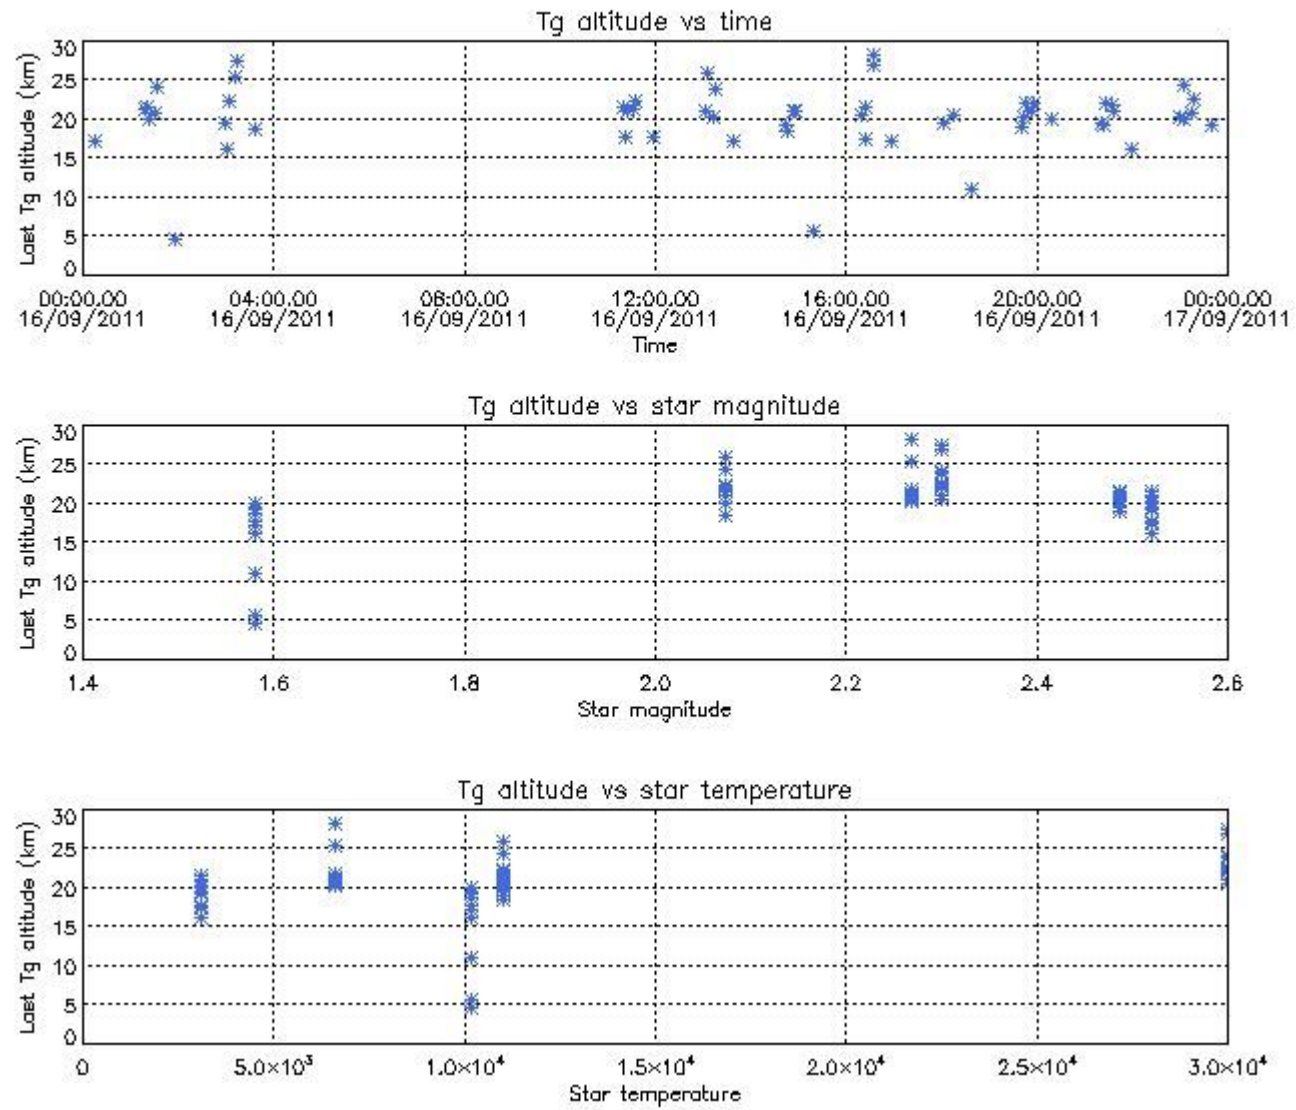 Tg altitude vs time
Last Tg altitude (km)
30
25
20
15
10
5
0
00:00.00 04:00.00 08:00.00 12:00.00 16:00.00 20:00.00 00:00.00
16/09/2011 16/09/2011 16/09/2011 16/09/2011 16/09/2011 16/09/2011 17/09/2011
Time
Tg altitude vs star magnitude
Last Tg altitude (km)
30
25
20
15
10
5
0
1.4 1.6 1.8 2.0 2.2 2.4 2.6
Star magnitude
Tg altitude vs star temperature
Last Tg altitude (km)
30
25
20
15
10
5
0
0 5.0×10³ 1.0×10⁴ 1.5×10⁴ 2.0×10⁴ 2.5×10⁴ 3.0×10⁴
Star temperature